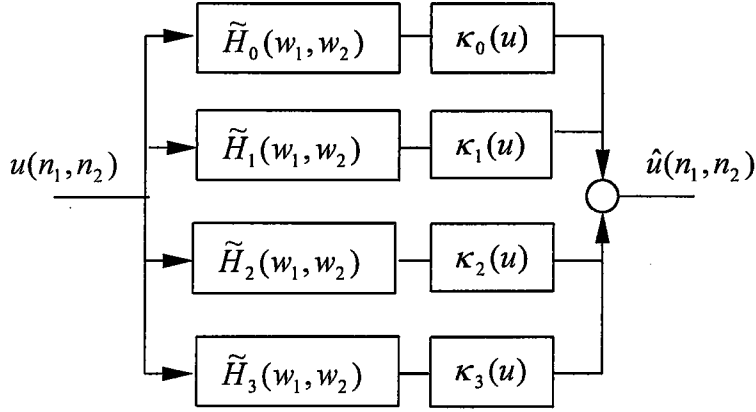 H̃₀(w₁,w₂) κ₀(u)
H̃₁(w₁,w₂) κ₁(u)
u(n₁,n₂) û(n₁,n₂)
H̃₂(w₁,w₂) κ₂(u)
H̃₃(w₁,w₂) κ₃(u)